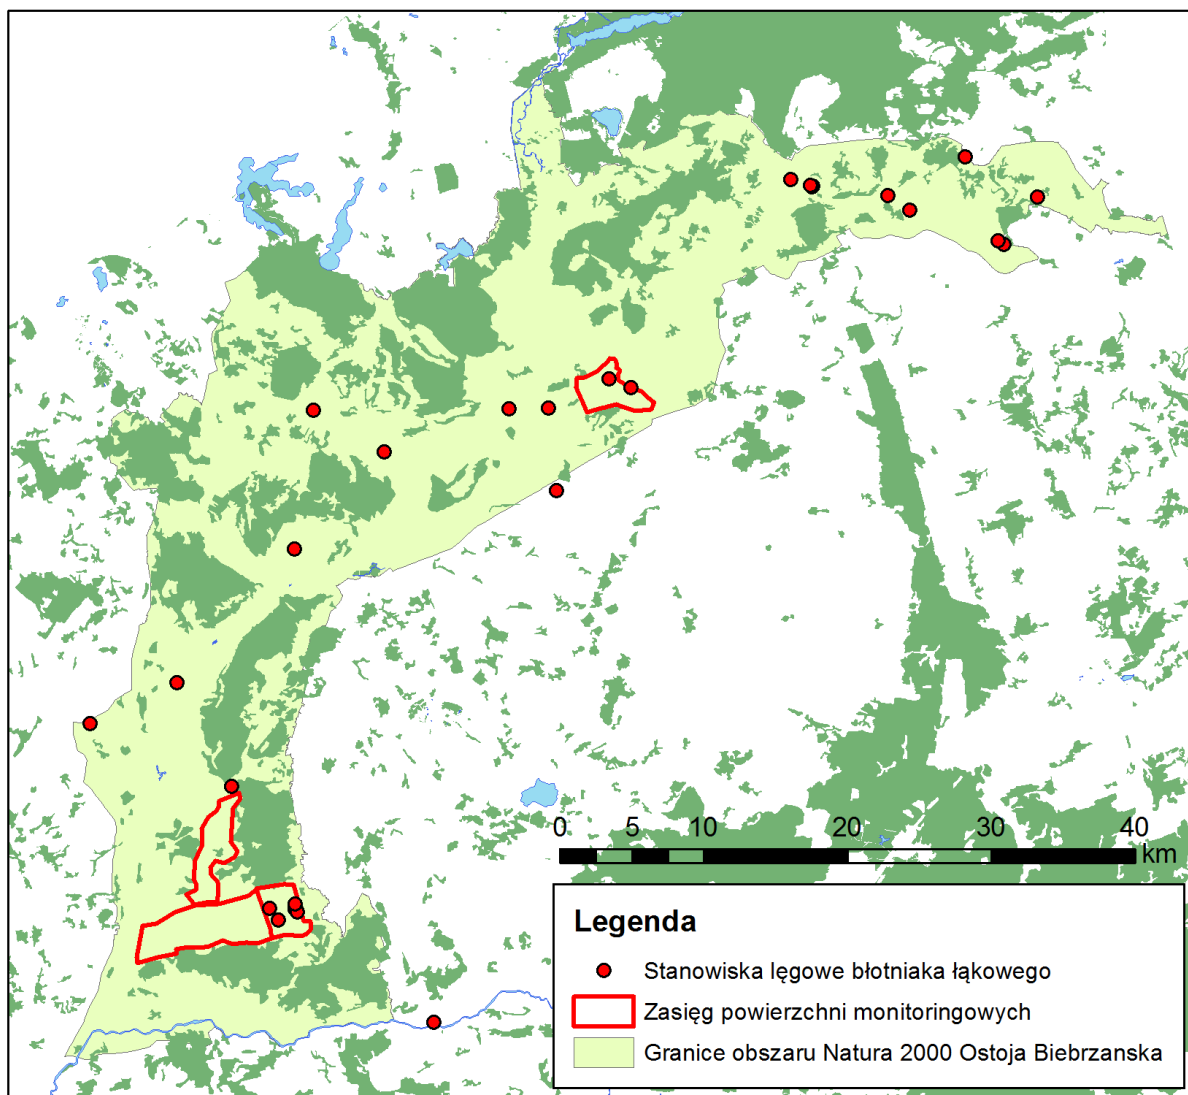 0 5 10 20 30 40
km
Legenda
Stanowiska lęgowe błotniaka łąkowego
Zasięg powierzchni monitoringowych
Granice obszaru Natura 2000 Ostoja Biebrzanska